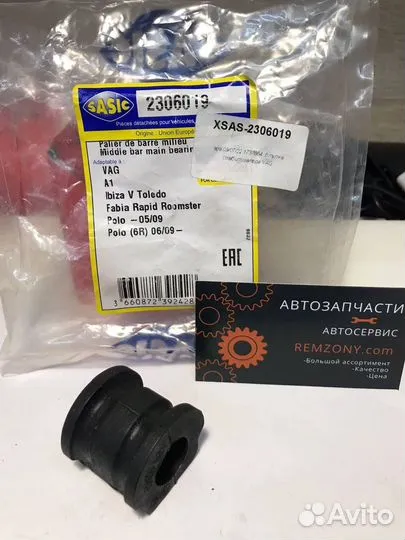 SASIC
2306019
Pièces détachées pour véhicules
Origine : Union Europé
Palier de barre milieu
Middle bar main bearin
Adaptable à :
VAG
A1
Ibiza V Toledo
Fabia Rapid Roomster
Polo -05/09
Polo (6R) 06/09-
3 660872 392428
EAC
XSAS-2306019
АВТОЗАПЧАСТИ
АВТОСЕРВИС
REMZONY.com
-Большой ассортимент
-Качество
-Цена
Avito